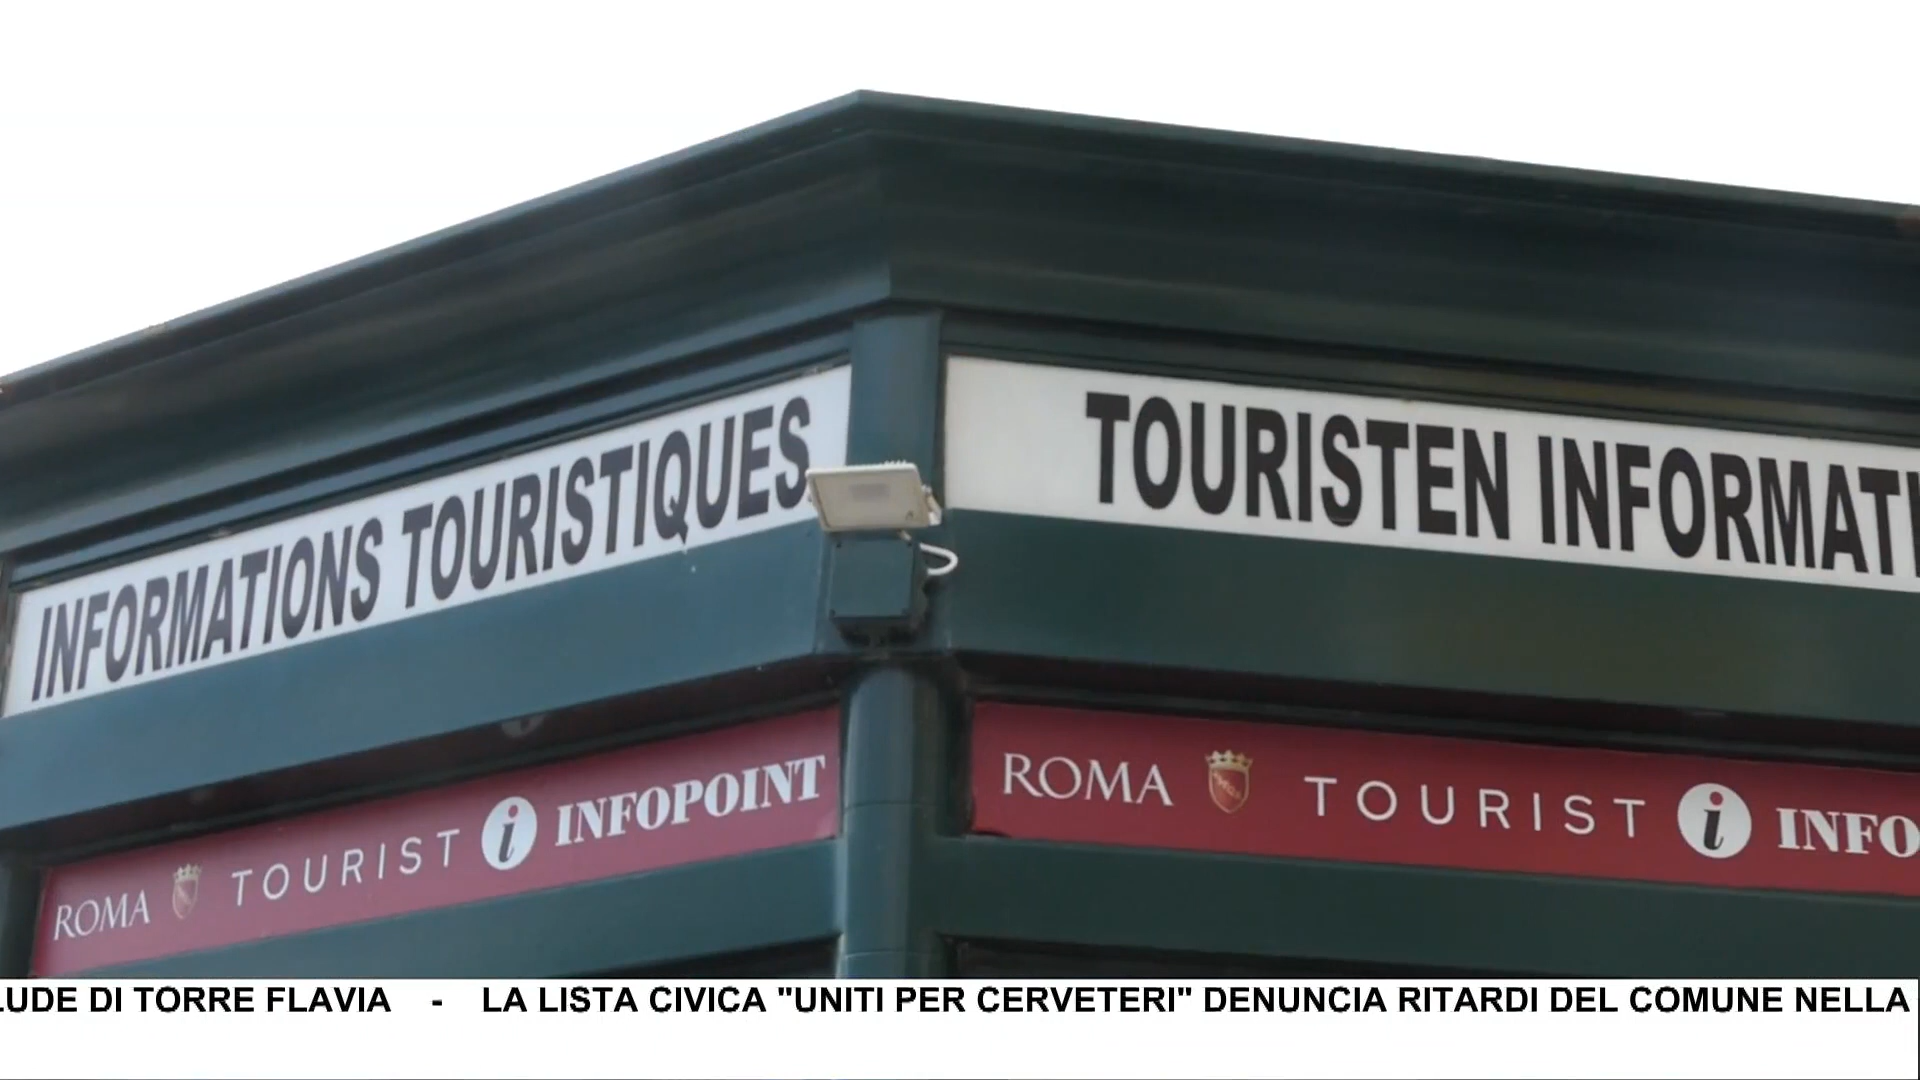 INFORMATIONS TOURISTIQUES
TOURISTEN INFORMATI
ROMA TOURIST i INFOPOINT
ROMA TOURIST i INFO
LUDE DI TORRE FLAVIA - LA LISTA CIVICA "UNITI PER CERVETERI" DENUNCIA RITARDI DEL COMUNE NELLA